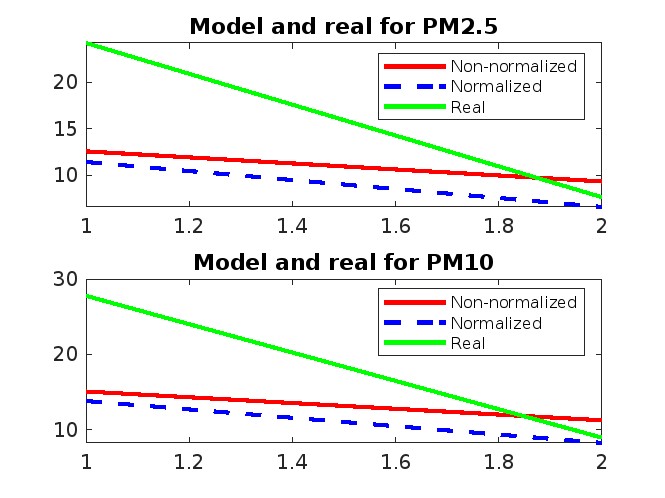 Model and real for PM2.5
Non-normalized
Normalized
Real
20
15
10
1 1.2 1.4 1.6 1.8 2
Model and real for PM10
Non-normalized
Normalized
Real
30
20
10
1 1.2 1.4 1.6 1.8 2